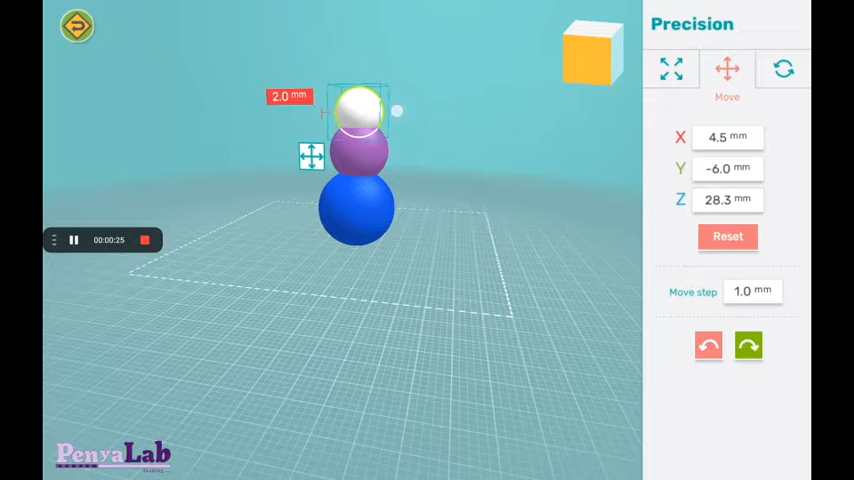 Precision
2.0 mm
Move
X 4.5 mm
Y -6.0 mm
Z 28.3 mm
Reset
00:00:25
Move step 1.0 mm
PenyaLab
loading ...